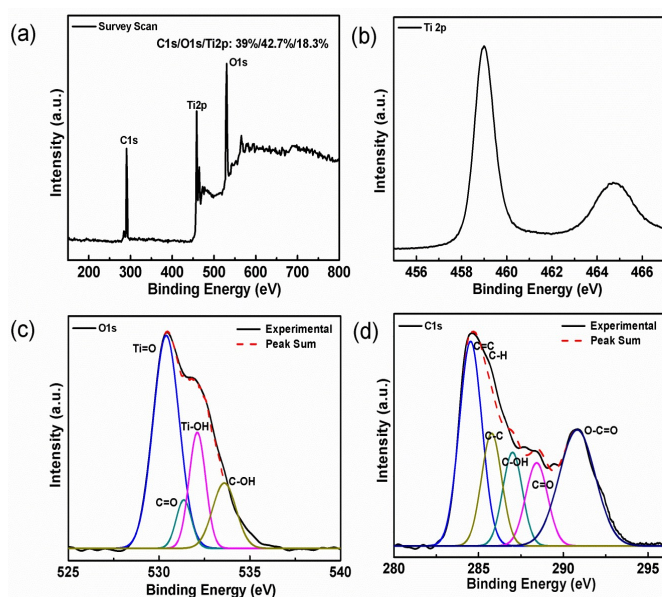 (a)
Survey Scan
C1s/O1s/Ti2p: 39%/42.7%/18.3%
O1s
Ti2p
C1s
Intensity (a.u.)
200 300 400 500 600 700 800
Binding Energy (eV)
(b)
Ti 2p
Intensity (a.u.)
456 458 460 462 464 466
Binding Energy (eV)
(c)
O1s
Experimental
Peak Sum
Ti=O
Ti-OH
C-OH
C=O
Intensity (a.u.)
525 530 535 540
Binding Energy (eV)
(d)
C1s
Experimental
Peak Sum
C=C
C-H
C-C
O-C=O
C-OH
C=O
Intensity (a.u.)
280 285 290 295
Binding Energy (eV)